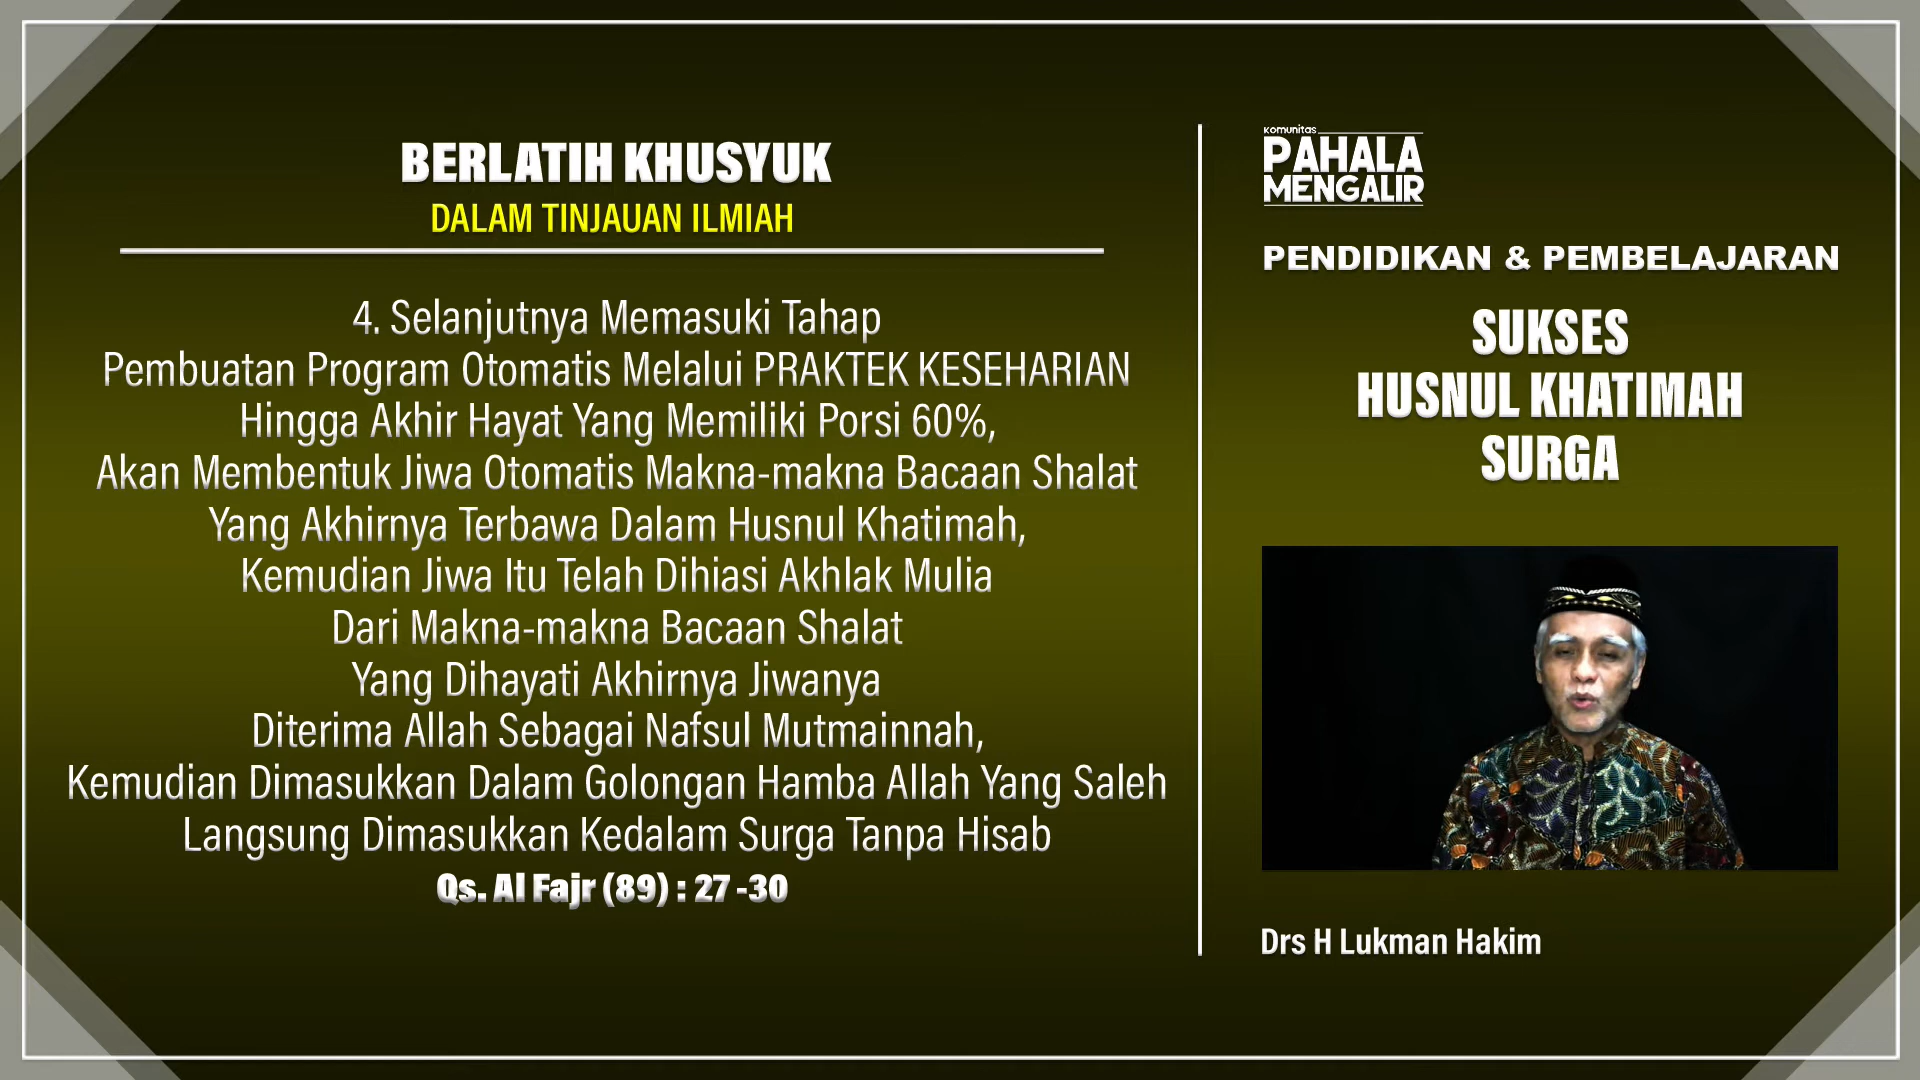 BERLATIH KHUSYUK
DALAM TINJAUAN ILMIAH
4. Selanjutnya Memasuki Tahap
Pembuatan Program Otomatis Melalui PRAKTEK KESEHARIAN
Hingga Akhir Hayat Yang Memiliki Porsi 60%,
Akan Membentuk Jiwa Otomatis Makna-makna Bacaan Shalat
Yang Akhirnya Terbawa Dalam Husnul Khatimah,
Kemudian Jiwa Itu Telah Dihiasi Akhlak Mulia
Dari Makna-makna Bacaan Shalat
Yang Dihayati Akhirnya Jiwanya
Diterima Allah Sebagai Nafsul Mutmainnah,
Kemudian Dimasukkan Dalam Golongan Hamba Allah Yang Saleh
Langsung Dimasukkan Kedalam Surga Tanpa Hisab
Qs. Al Fajr (89) : 27 -30
Komunitas
PAHALA
MENGALIR
PENDIDIKAN & PEMBELAJARAN
SUKSES
HUSNUL KHATIMAH
SURGA
Drs H Lukman Hakim